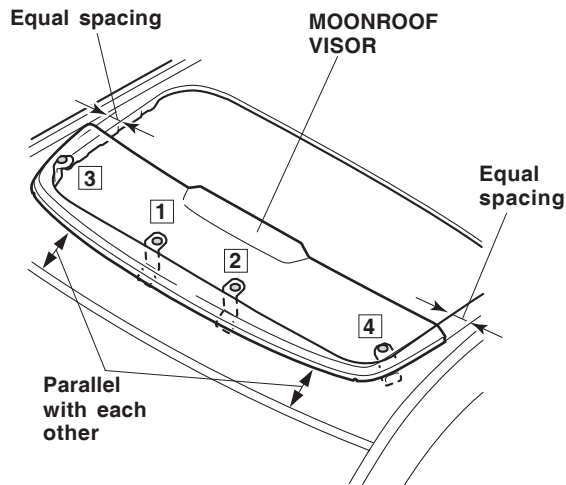 Equal spacing
MOONROOF
VISOR
3
1
2
4
Equal
spacing
Parallel
with each
other